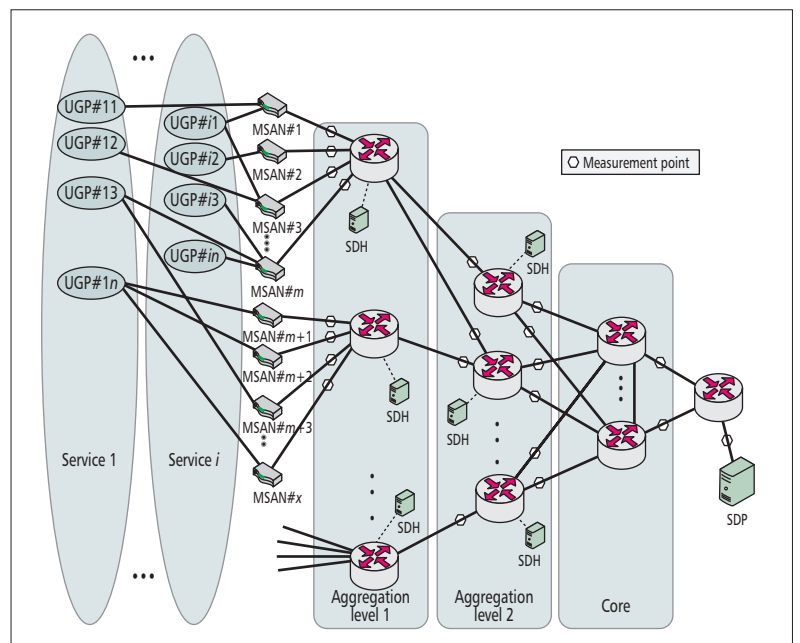 UGP#11
UGP#12
UGP#13
UGP#1n
Service 1
UGP#i1
UGP#i2
UGP#i3
UGP#in
Service i
MSAN#1
MSAN#2
MSAN#3
MSAN#m
MSAN#m+1
MSAN#m+2
MSAN#m+3
MSAN#x
SDH
SDH
SDH
Aggregation
level 1
SDH
SDH
SDH
Aggregation
level 2
Core
Measurement point
SDP